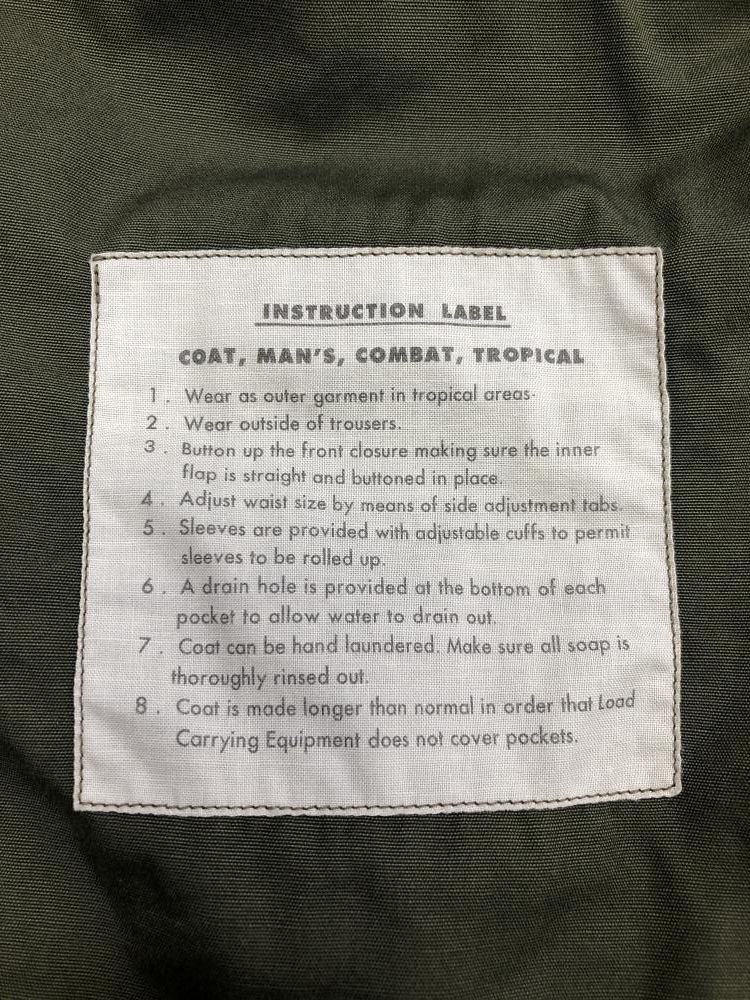 INSTRUCTION LABEL
COAT, MAN'S, COMBAT, TROPICAL
1. Wear as outer garment in tropical areas.
2. Wear outside of trousers.
3. Button up the front closure making sure the inner
flap is straight and buttoned in place.
4. Adjust waist size by means of side adjustment tabs.
5. Sleeves are provided with adjustable cuffs to permit
sleeves to be rolled up.
6. A drain hole is provided at the bottom of each
pocket to allow water to drain out.
7. Coat can be hand laundered. Make sure all soap is
thoroughly rinsed out.
8. Coat is made longer than normal in order that Load
Carrying Equipment does not cover pockets.